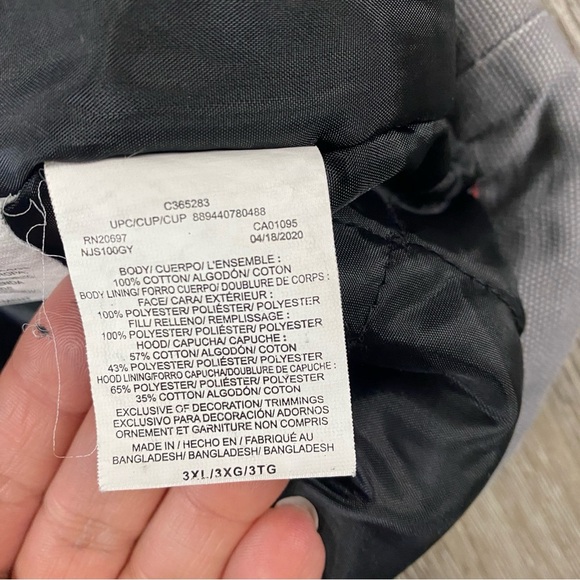 C365283
UPC/CUP/CUP 889440780488
RN20697 CA01095
NJS100GY 04/18/2020
BODY/ CUERPO/ L'ENSEMBLE :
100% COTTON/ ALGODÓN/ COTON
BODY LINING/ FORRO CUERPO/ DOUBLURE DE CORPS :
FACE/ CARA/ EXTÉRIEUR :
100% POLYESTER/ POLIÉSTER/ POLYESTER
FILL/ RELLENO/ REMPLISSAGE :
100% POLYESTER/ POLIÉSTER/ POLYESTER
HOOD/ CAPUCHA/ CAPUCHE :
57% COTTON/ ALGODÓN/ COTON
43% POLYESTER/ POLIÉSTER/ POLYESTER
HOOD LINING/FORRO CAPUCHA/DOUBLURE DE CAPUCHE :
65% POLYESTER/ POLIÉSTER/ POLYESTER
35% COTTON/ ALGODÓN/ COTON
EXCLUSIVE OF DECORATION/ TRIMMINGS
EXCLUSIVO PARA DECORACIÓN/ ADORNOS
ORNEMENT ET GARNITURE NON COMPRIS
MADE IN / HECHO EN / FABRIQUÉ AU
BANGLADESH/ BANGLADESH/ BANGLADESH
3XL/3XG/3TG